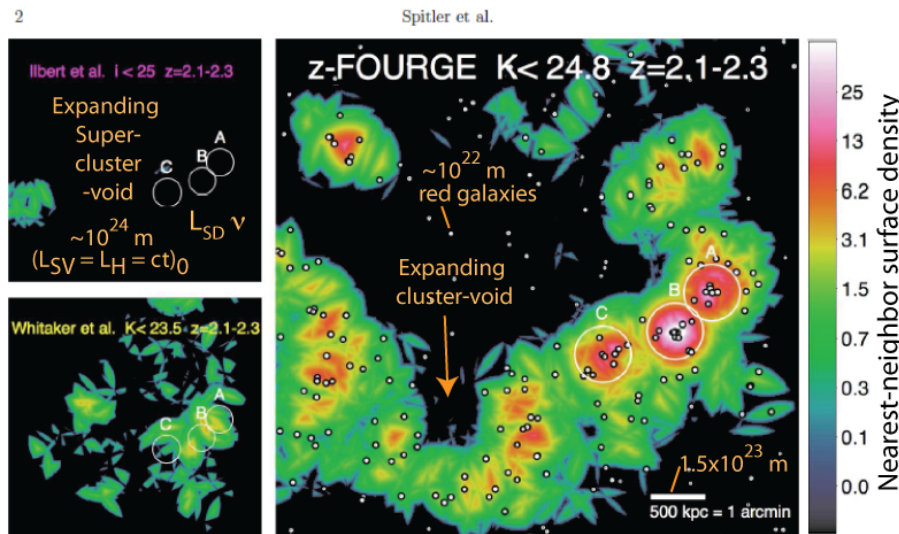 2
Spitler et al.
Ilbert et al. i < 25 z=2.1-2.3
Expanding
Super-
cluster
-void
A
B
C
L_SD ν
~10^24 m
(L_SV = L_H = ct)_0
Whitaker et al. K< 23.5 z=2.1-2.3
A
B
C
z-FOURGE K< 24.8 z=2.1-2.3
~10^22 m
red galaxies
Expanding
cluster-void
A
B
C
1.5x10^23 m
500 kpc = 1 arcmin
25
13
6.2
3.1
1.5
0.7
0.3
0.1
0.0
Nearest-neighbor surface density